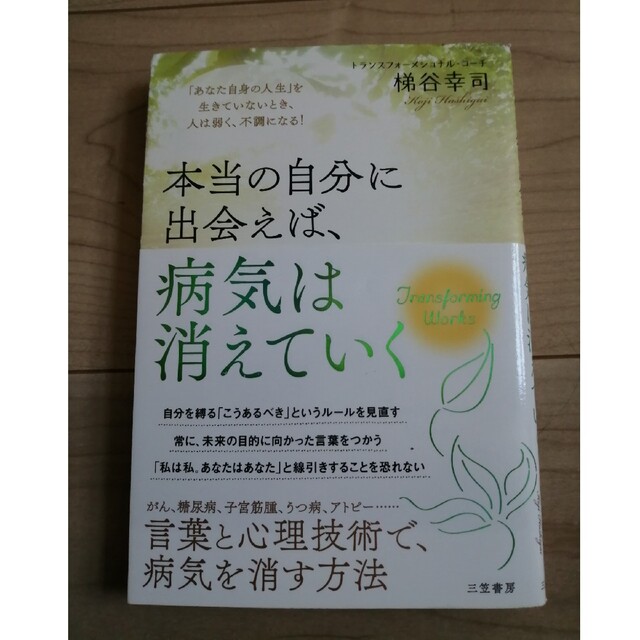 トランスフォーメショナル・コーチ
梯谷幸司
Koji Hashigai
「あなた自身の人生」を
生きていないとき、
人は弱く、不調になる!
本当の自分に
出会えば、
病気は
消えていく
Transforming
Works
自分を縛る「こうあるべき」というルールを見直す
常に、未来の目的に向かった言葉をつかう
「私は私。あなたはあなた」と線引きすることを恐れない
がん、糖尿病、子宮筋腫、うつ病、アトピー……
言葉と心理技術で、
病気を消す方法
三笠書房